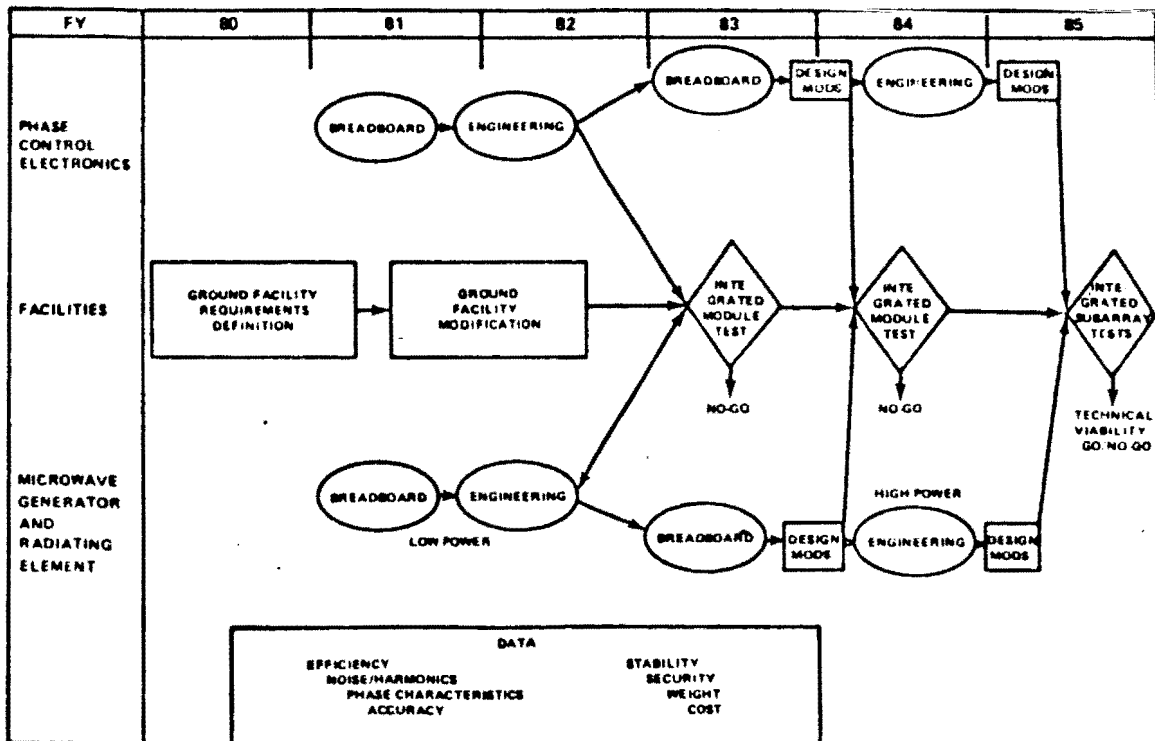 FY 80 81 82 83 84 85
PHASE
CONTROL
ELECTRONICS
BREADBOARD
ENGINEERING
BREADBOARD
DESIGN
MODS
ENGINEERING
DESIGN
MODS
FACILITIES
GROUND FACILITY
REQUIREMENTS
DEFINITION
GROUND
FACILITY
MODIFICATION
INTE
GRATED
MODULE
TEST
NO-GO
INTE
GRATED
MODULE
TEST
NO-GO
INTE
GRATED
SUBARRAY
TESTS
TECHNICAL
VIABILITY
GO/NO-GO
MICROWAVE
GENERATOR
AND
RADIATING
ELEMENT
BREADBOARD
ENGINEERING
LOW POWER
BREADBOARD
DESIGN
MODS
HIGH POWER
ENGINEERING
DESIGN
MODS
DATA
EFFICIENCY
NOISE/HARMONICS
PHASE CHARACTERISTICS
ACCURACY
STABILITY
SECURITY
WEIGHT
COST